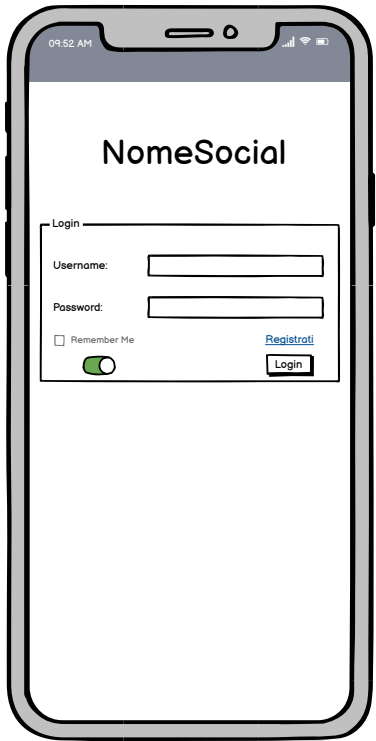 09:52 AM
NomeSocial
Login
Username:
Password:
Remember Me
Registrati
Login